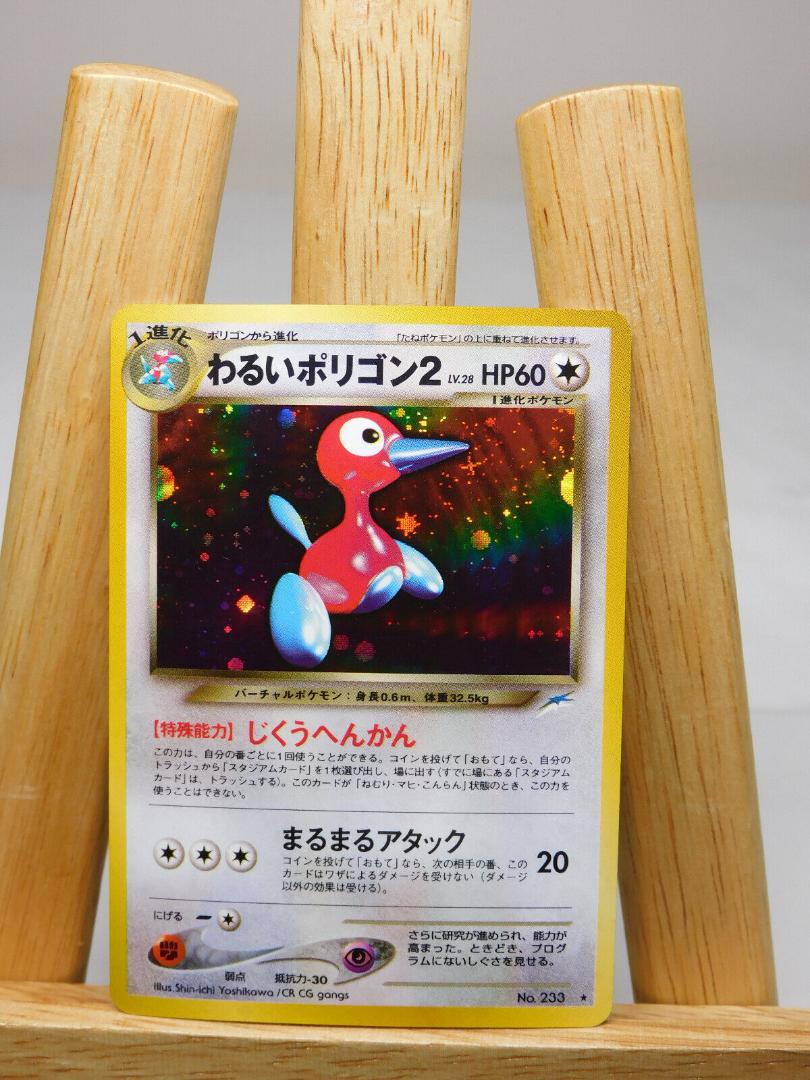 1進化
ポリゴンから進化
「たねポケモン」の上に重ねて進化させます。
わるいポリゴン2 LV.28 HP60
1進化ポケモン
バーチャルポケモン：身長0.6m、体重32.5kg
【特殊能力】じくうへんかん
この力は、自分の番ごとに1回使うことができる。コインを投げて「おもて」なら、自分の
トラッシュから「スタジアムカード」を1枚選び出し、場に出す（すでに場にある「スタジアム
カード」は、トラッシュする）。このカードが「ねむり・マヒ・こんらん」状態のとき、この力を
使うことはできない。
まるまるアタック
コインを投げて「おもて」なら、次の相手の番、この
カードはワザによるダメージを受けない（ダメージ
以外の効果は受ける）。
20
にげる
弱点
抵抗力-30
さらに研究が進められ、能力が
高まった。ときどき、プログ
ラムにないしぐさを見せる。
Illus.Shin-ichi Yoshikawa /CR CG gangs
No. 233 ★